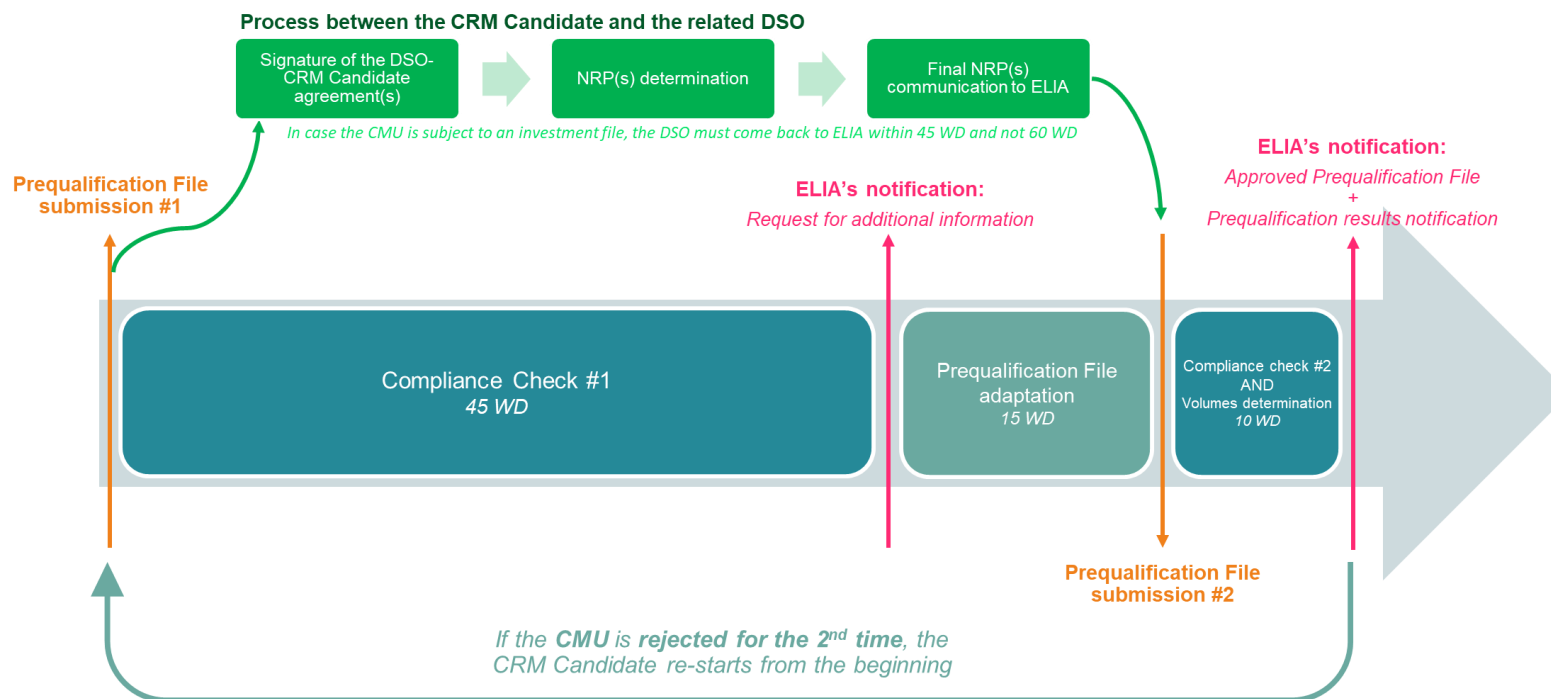 Process between the CRM Candidate and the related DSO
Signature of the DSO-
CRM Candidate
agreement(s)
NRP(s) determination
Final NRP(s)
communication to ELIA
In case the CMU is subject to an investment file, the DSO must come back to ELIA within 45 WD and not 60 WD
Prequalification File
submission #1
ELIA's notification:
Request for additional information
ELIA's notification:
Approved Prequalification File
+
Prequalification results notification
Compliance Check #1
45 WD
Prequalification File
adaptation
15 WD
Compliance check #2
AND
Volumes determination
10 WD
Prequalification File
submission #2
If the CMU is rejected for the 2nd time, the
CRM Candidate re-starts from the beginning